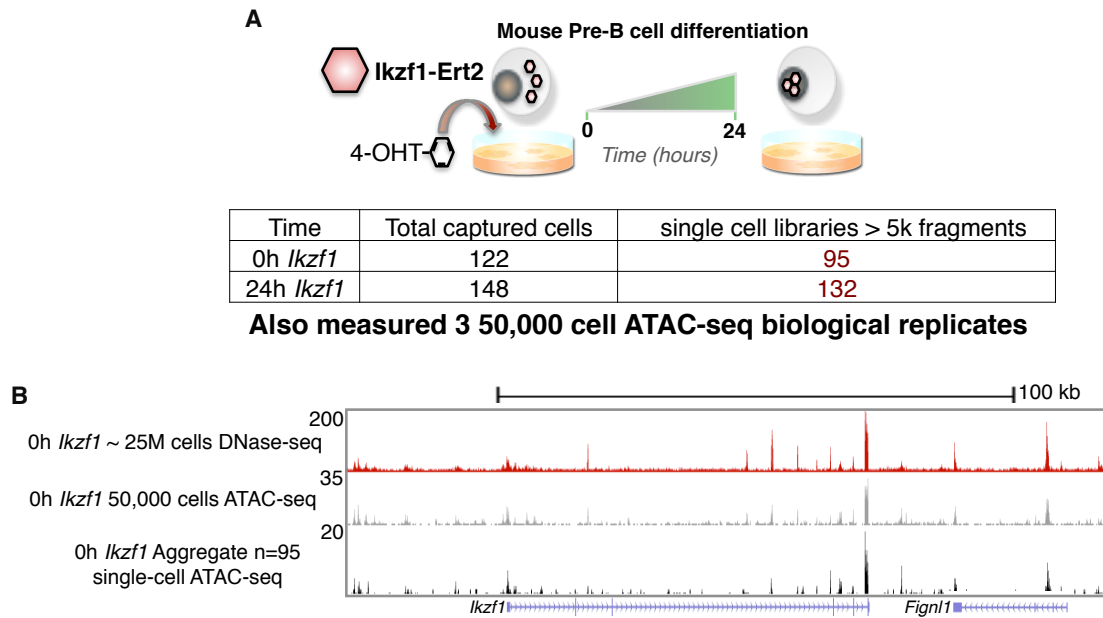 A
Mouse Pre-B cell differentiation
Ikzf1-Ert2
4-OHT
0
24
Time (hours)
Time Total captured cells single cell libraries > 5k fragments
0h Ikzf1 122 95
24h Ikzf1 148 132
Also measured 3 50,000 cell ATAC-seq biological replicates
B
100 kb
200
0h Ikzf1 ~ 25M cells DNase-seq
35
0h Ikzf1 50,000 cells ATAC-seq
20
0h Ikzf1 Aggregate n=95
single-cell ATAC-seq
Ikzf1
Fignl1